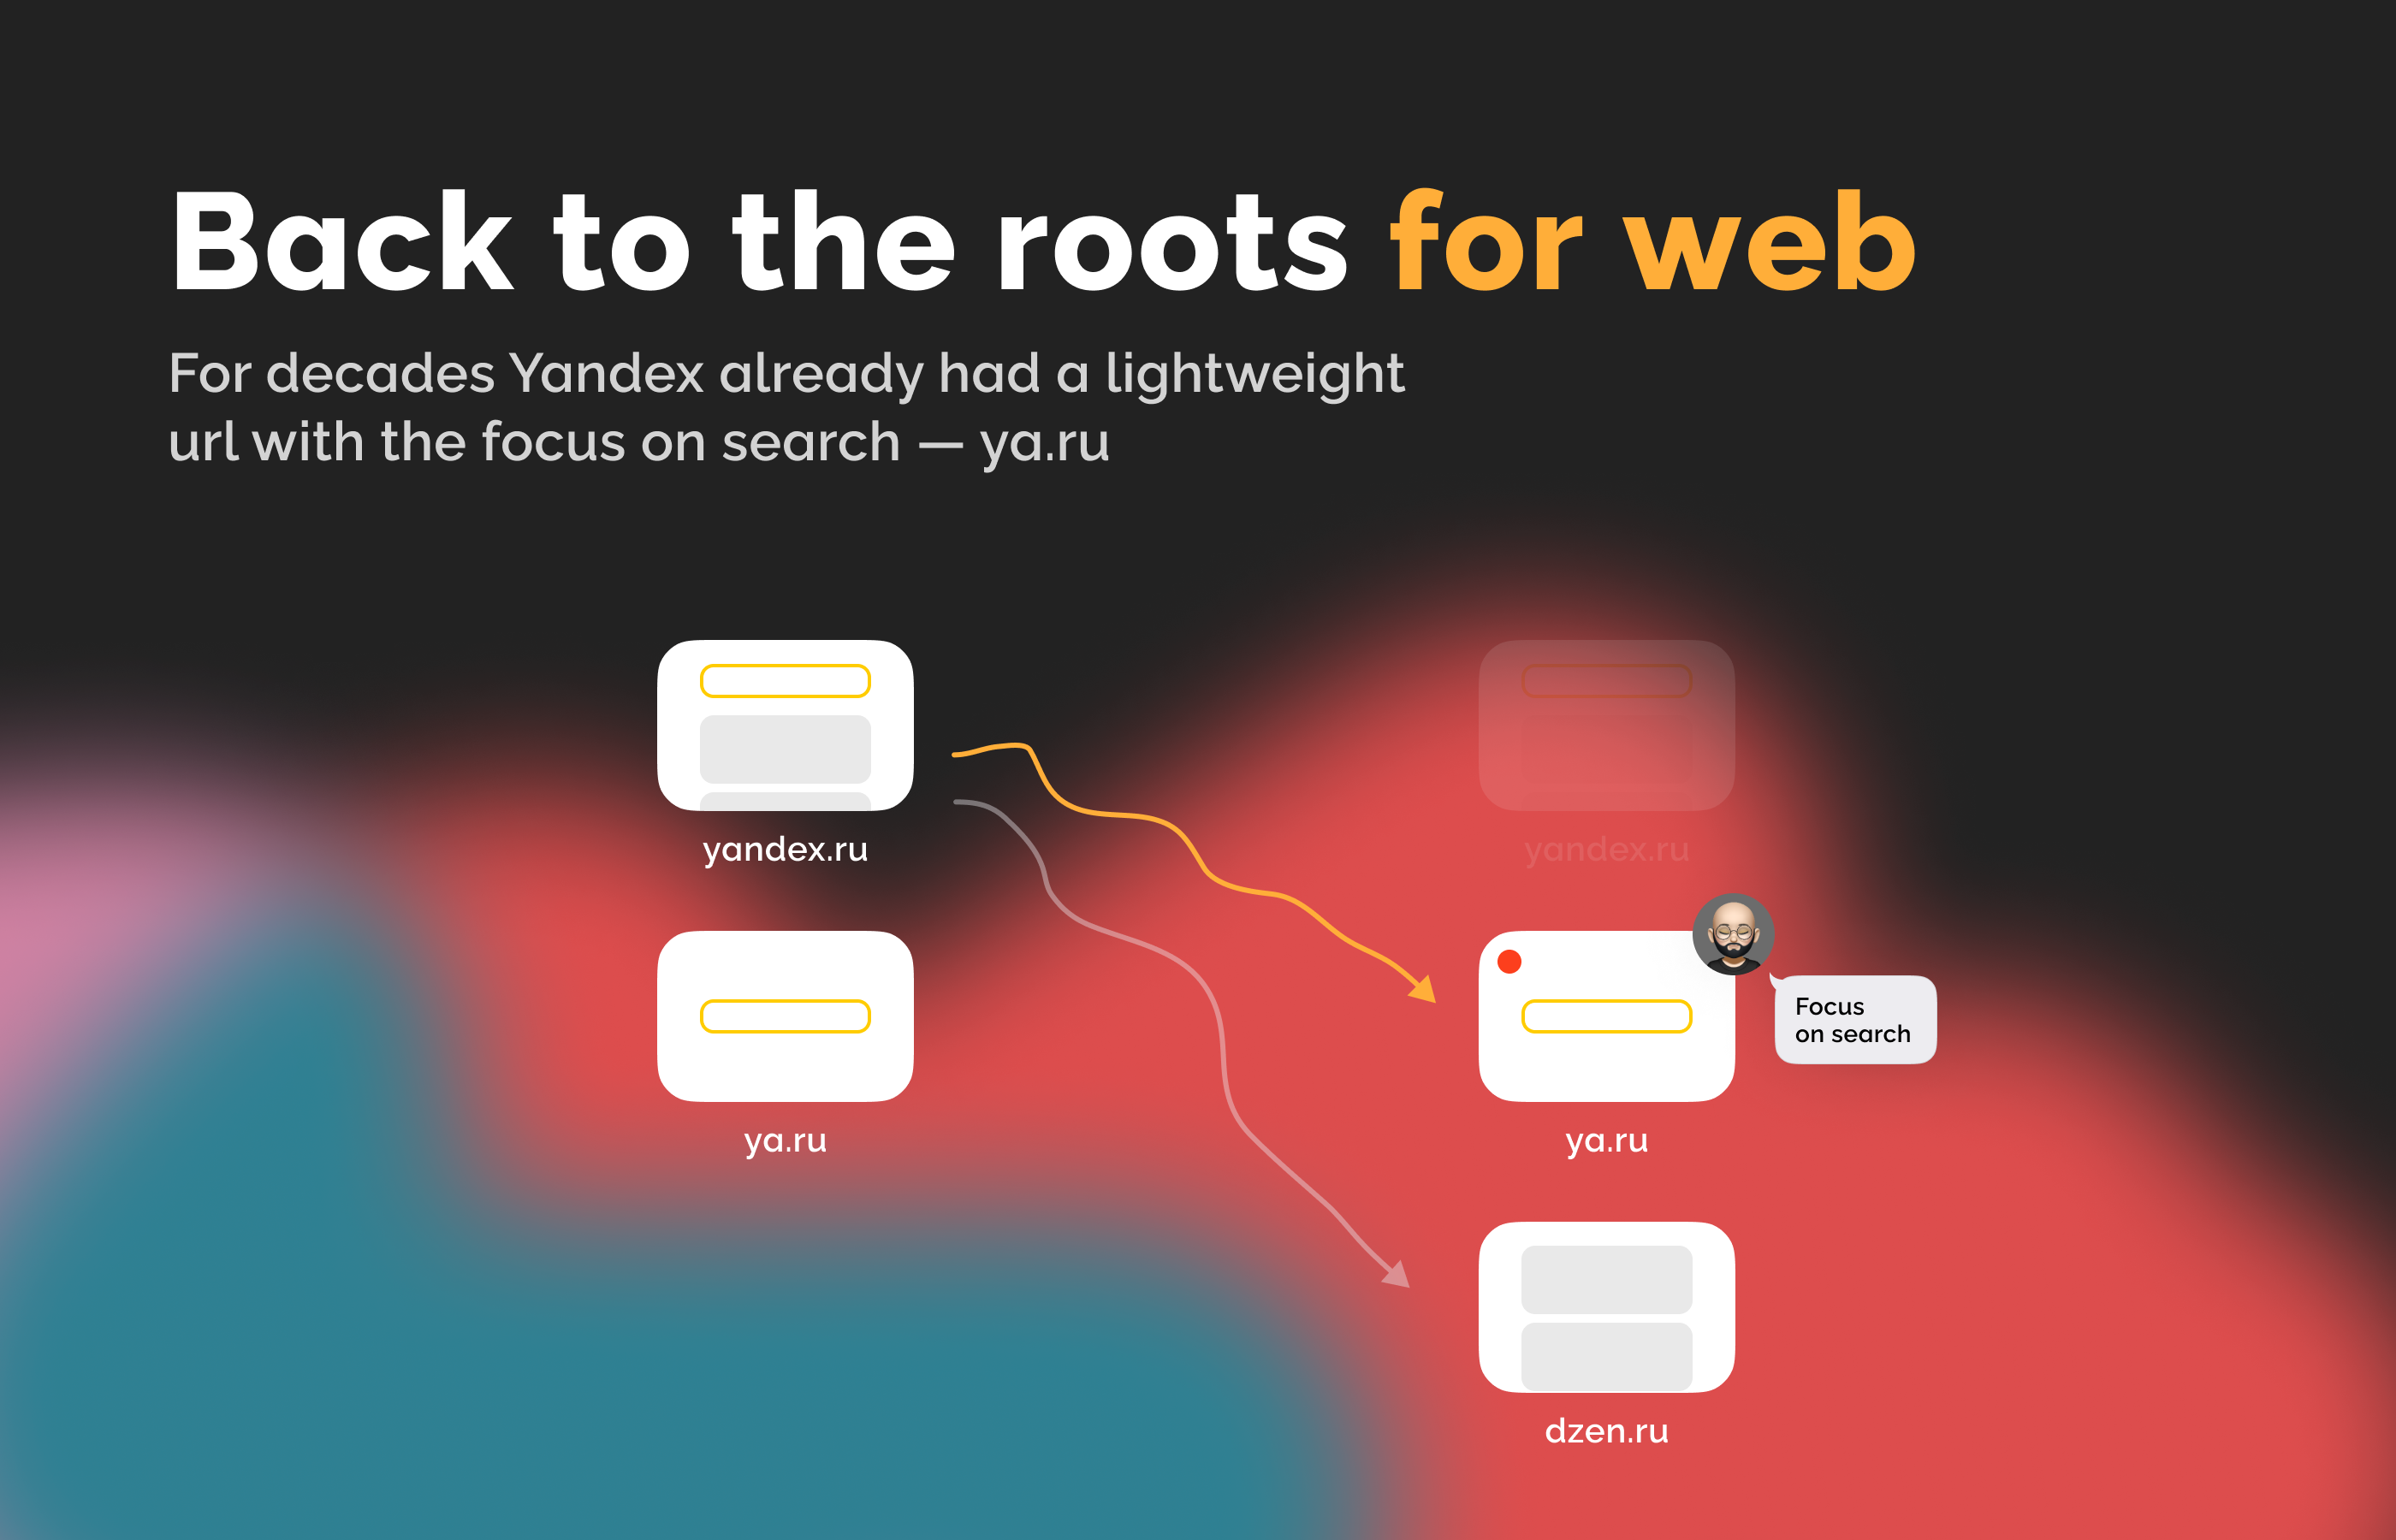 Back to the roots for web
For decades Yandex already had a lightweight
url with the focus on search — ya.ru
yandex.ru
yandex.ru
Focus
on search
ya.ru
ya.ru
dzen.ru